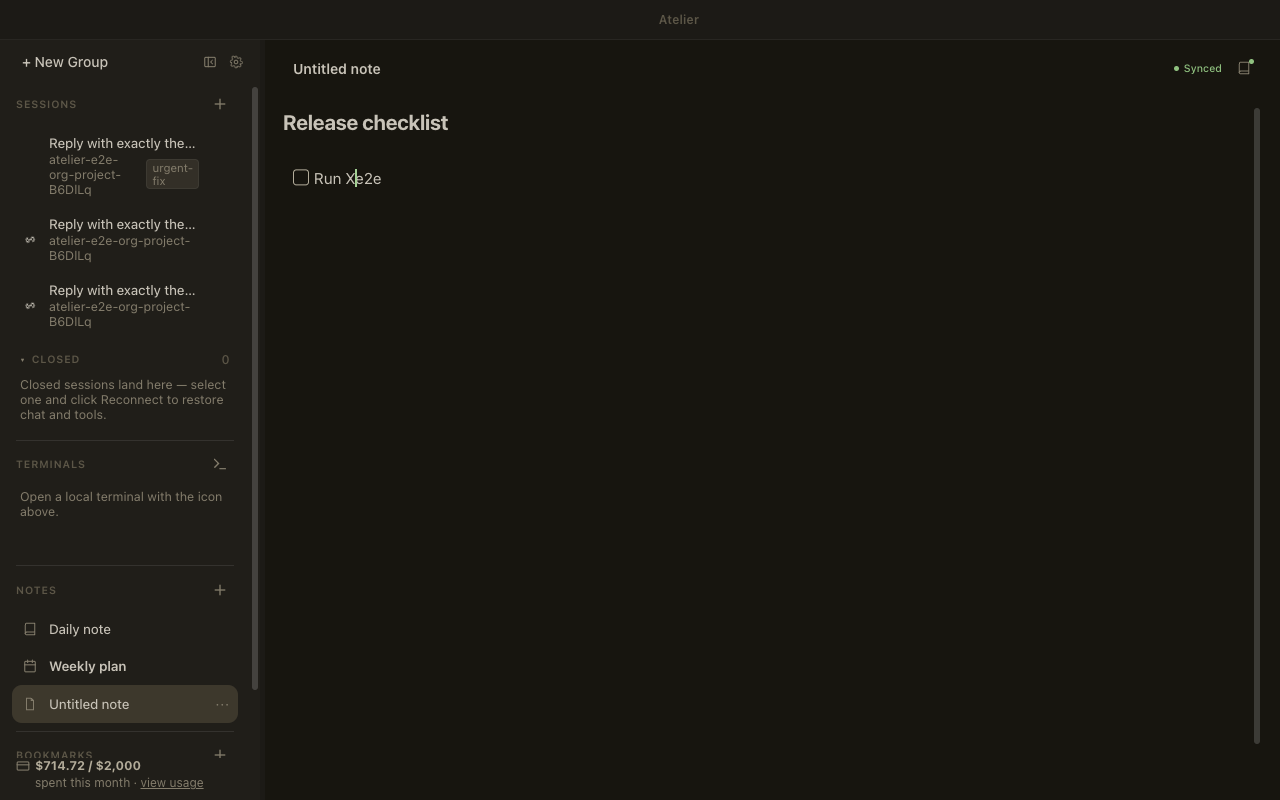 Atelier
+ New Group
SESSIONS
Reply with exactly the...
atelier-e2e-
org-project-
B6DILq
urgent-
fix
Reply with exactly the...
atelier-e2e-org-project-
B6DILq
Reply with exactly the...
atelier-e2e-org-project-
B6DILq
CLOSED
0
Closed sessions land here — select
one and click Reconnect to restore
chat and tools.
TERMINALS
Open a local terminal with the icon
above.
NOTES
Daily note
Weekly plan
Untitled note
BOOKMARKS
$714.72 / $2,000
spent this month · view usage
Untitled note
Synced
Release checklist
Run Xe2e